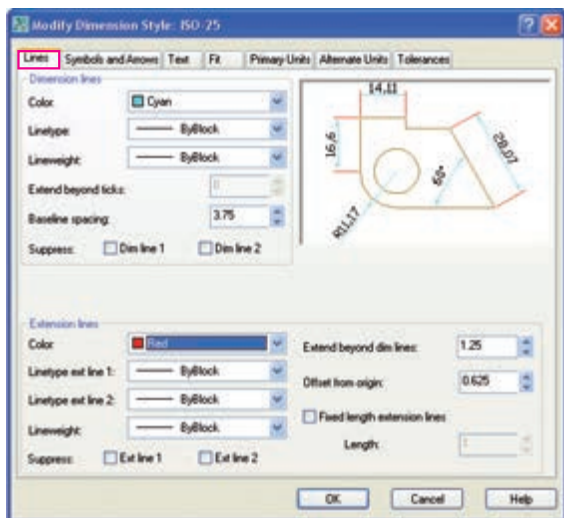 Modify Dimension Style: ISO-25
Lines Symbols and Arrows Text Fit Primary Units Alternate Units Tolerances
Dimension lines
Color: Cyan
Linetype: ByBlock
Lineweight: ByBlock
Extend beyond ticks: 0
Baseline spacing: 3.75
Suppress: Dim line 1 Dim line 2
14,11
16,6
28,07
60°
R11,17
Extension lines
Color: Red
Linetype ext line 1: ByBlock
Linetype ext line 2: ByBlock
Lineweight: ByBlock
Suppress: Ext line 1 Ext line 2
Extend beyond dim lines: 1.25
Offset from origin: 0.625
Fixed length extension lines
Length: 1
OK Cancel Help